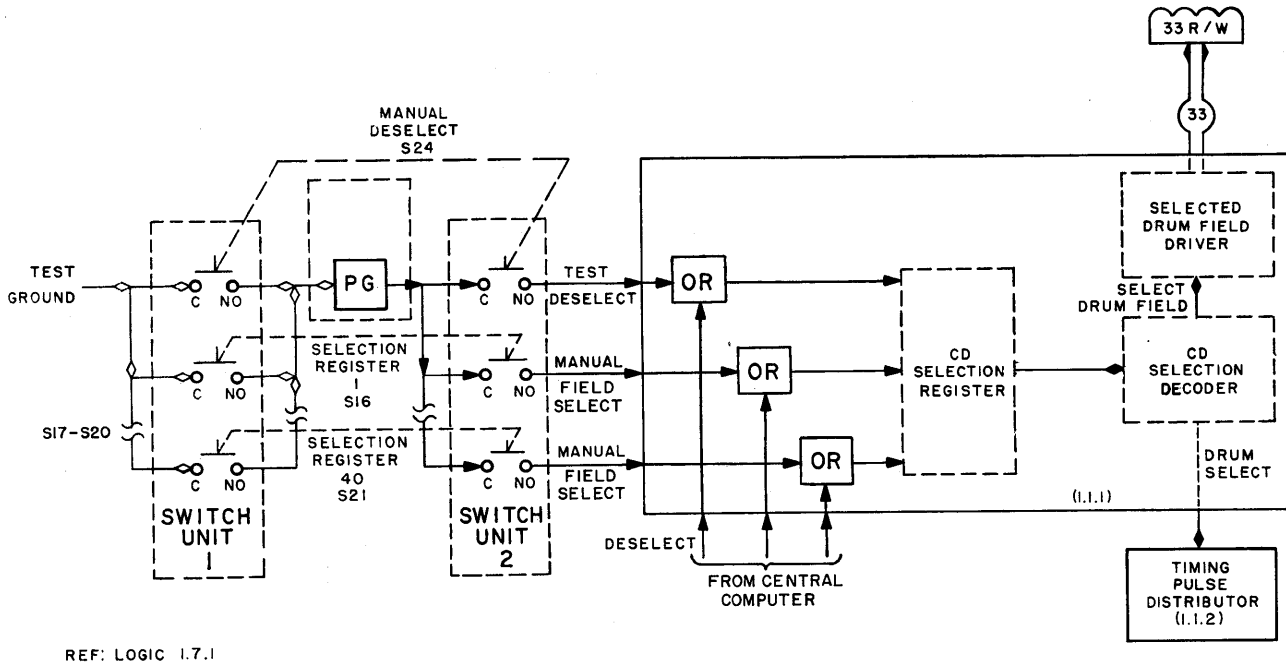 33 R/W
33
MANUAL
DESELECT
S24
SELECTED
DRUM FIELD
DRIVER
TEST
GROUND
C NO
PG
C NO
TEST
DESELECT
OR
SELECT
DRUM FIELD
SELECTION
REGISTER
1
S16
C NO
C NO
MANUAL
FIELD
SELECT
OR
CD
SELECTION
REGISTER
CD
SELECTION
DECODER
S17-S20
SELECTION
REGISTER
40
S21
C NO
C NO
MANUAL
FIELD
SELECT
OR
DRUM
SELECT
SWITCH
UNIT
1
SWITCH
UNIT
2
(1.1.1)
DESELECT
FROM CENTRAL
COMPUTER
TIMING
PULSE
DISTRIBUTOR
(1.1.2)
REF: LOGIC 1.7.1